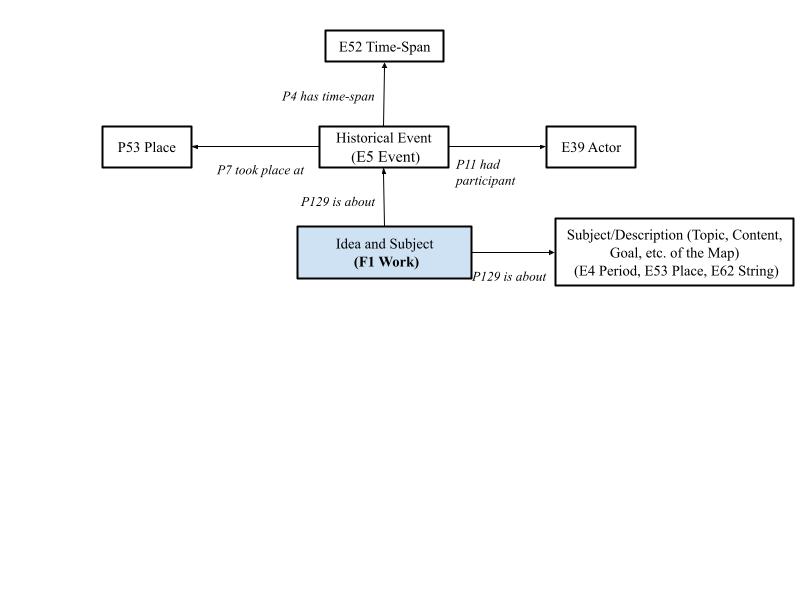 E52 Time-Span
P4 has time-span
P53 Place
Historical Event
(E5 Event)
E39 Actor
P7 took place at
P11 had
participant
P129 is about
Idea and Subject
(F1 Work)
Subject/Description (Topic, Content,
Goal, etc. of the Map)
(E4 Period, E53 Place, E62 String)
P129 is about